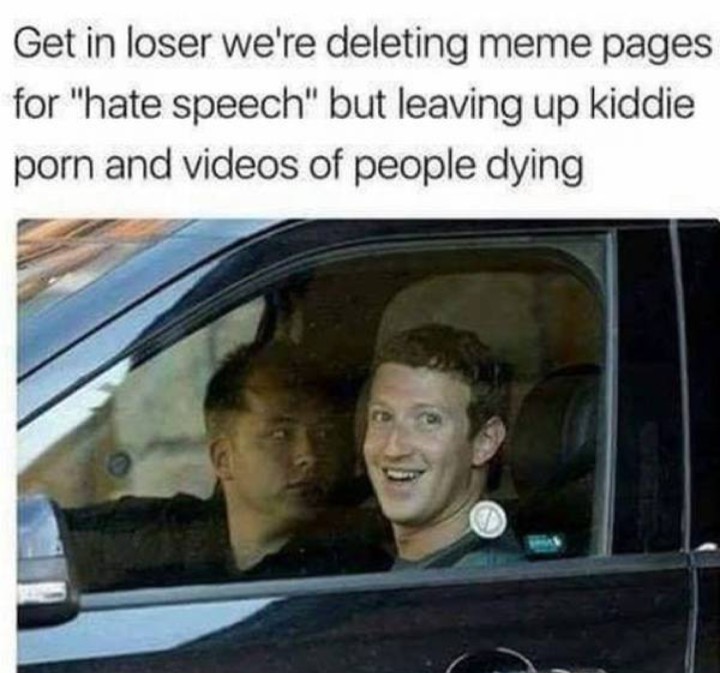 Get in loser we're deleting meme pages
for "hate speech" but leaving up kiddie
porn and videos of people dying